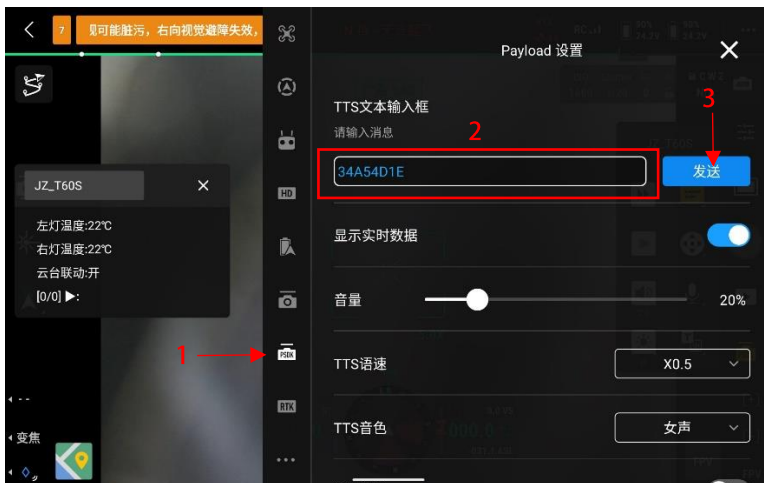 7 见可能脏污，右向视觉避障失效，
Payload 设置
TTS文本输入框
请输入消息
2
3
34A54D1E
发送
JZ_T60S
左灯温度:22℃
右灯温度:22℃
云台联动:开
[0/0] ▶:
HD
显示实时数据
音量
20%
1
PSDK
TTS语速
X0.5
RTK
TTS音色
女声
--
变焦